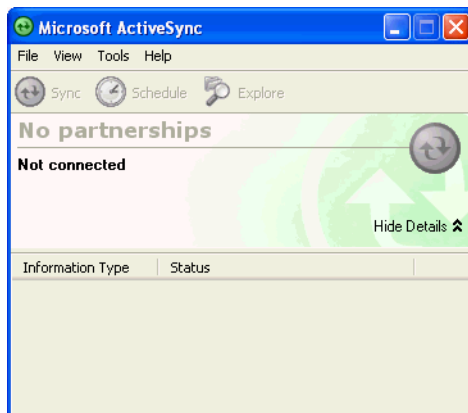 Microsoft ActiveSync
File View Tools Help
Sync Schedule Explore
No partnerships
Not connected
Hide Details
Information Type Status